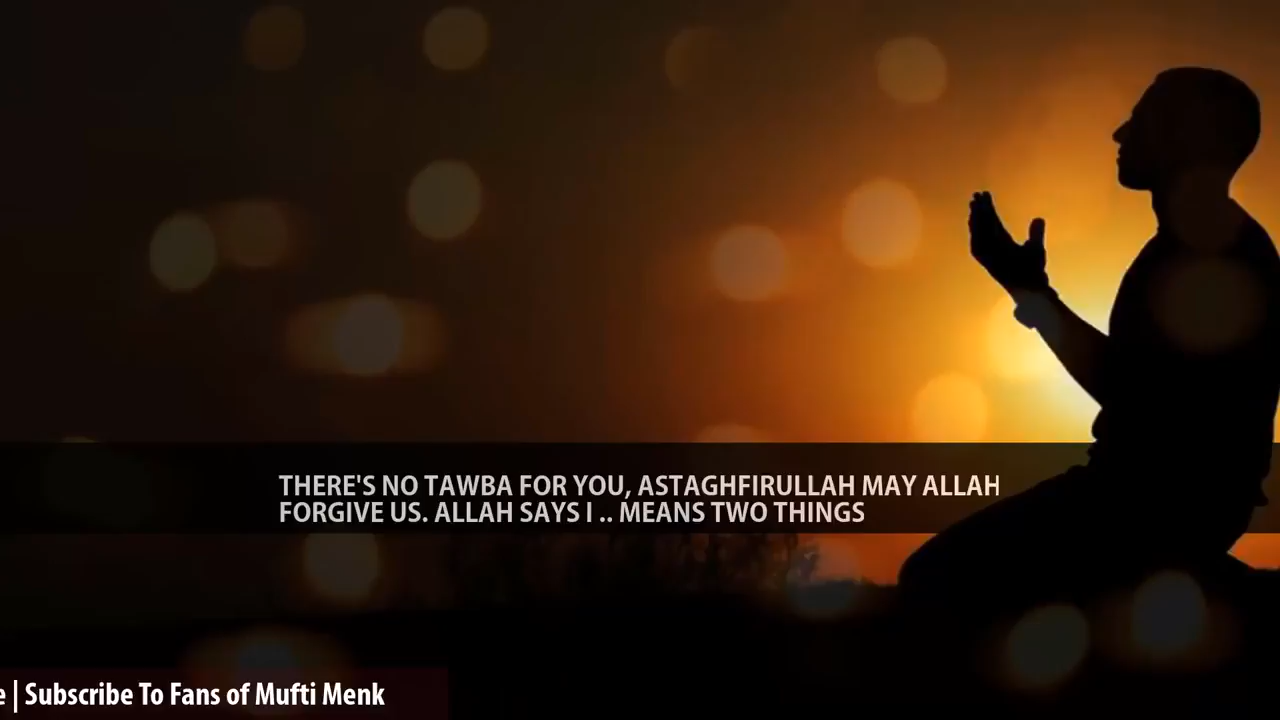 THERE'S NO TAWBA FOR YOU, ASTAGHFIRULLAH MAY ALLAH
FORGIVE US. ALLAH SAYS I .. MEANS TWO THINGS
e | Subscribe To Fans of Mufti Menk